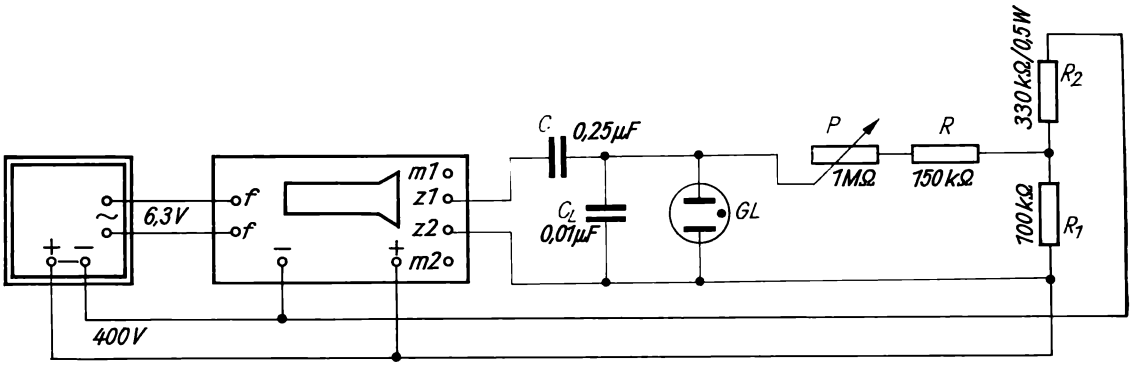 ~
6,3V
+ −
400V
f
f
−
+
m1
z1
z2
m2
C
0,25μF
C_L
0,01μF
GL
P
1MΩ
R
150kΩ
330kΩ/0,5W
R₂
100kΩ
R₁